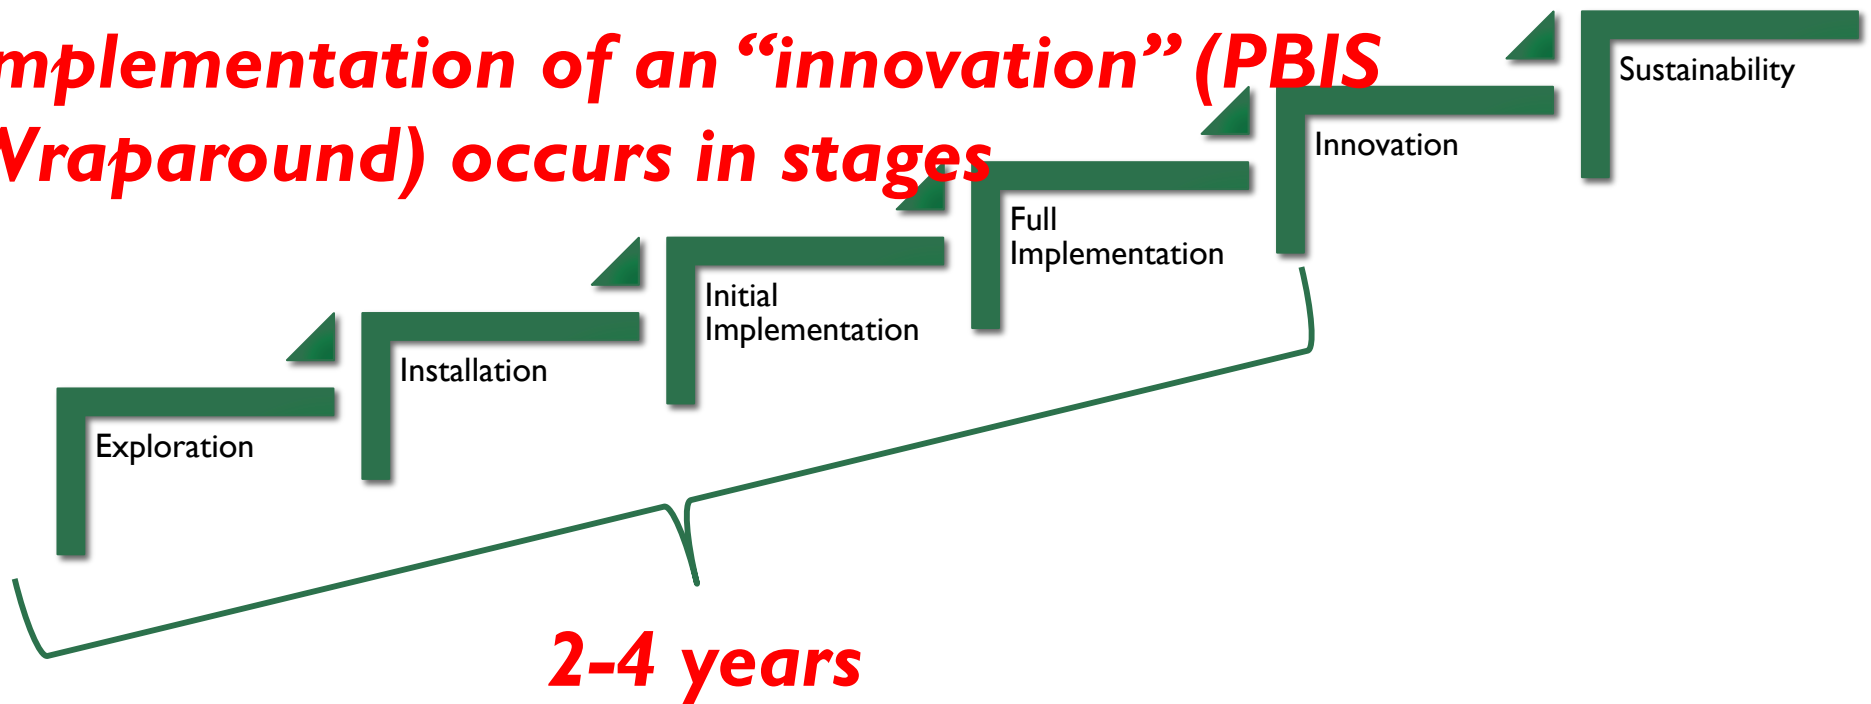 mplementation of an “innovation” (PBIS
Wraparound) occurs in stages
Sustainability
Innovation
Full
Implementation
Initial
Implementation
Installation
Exploration
2-4 years